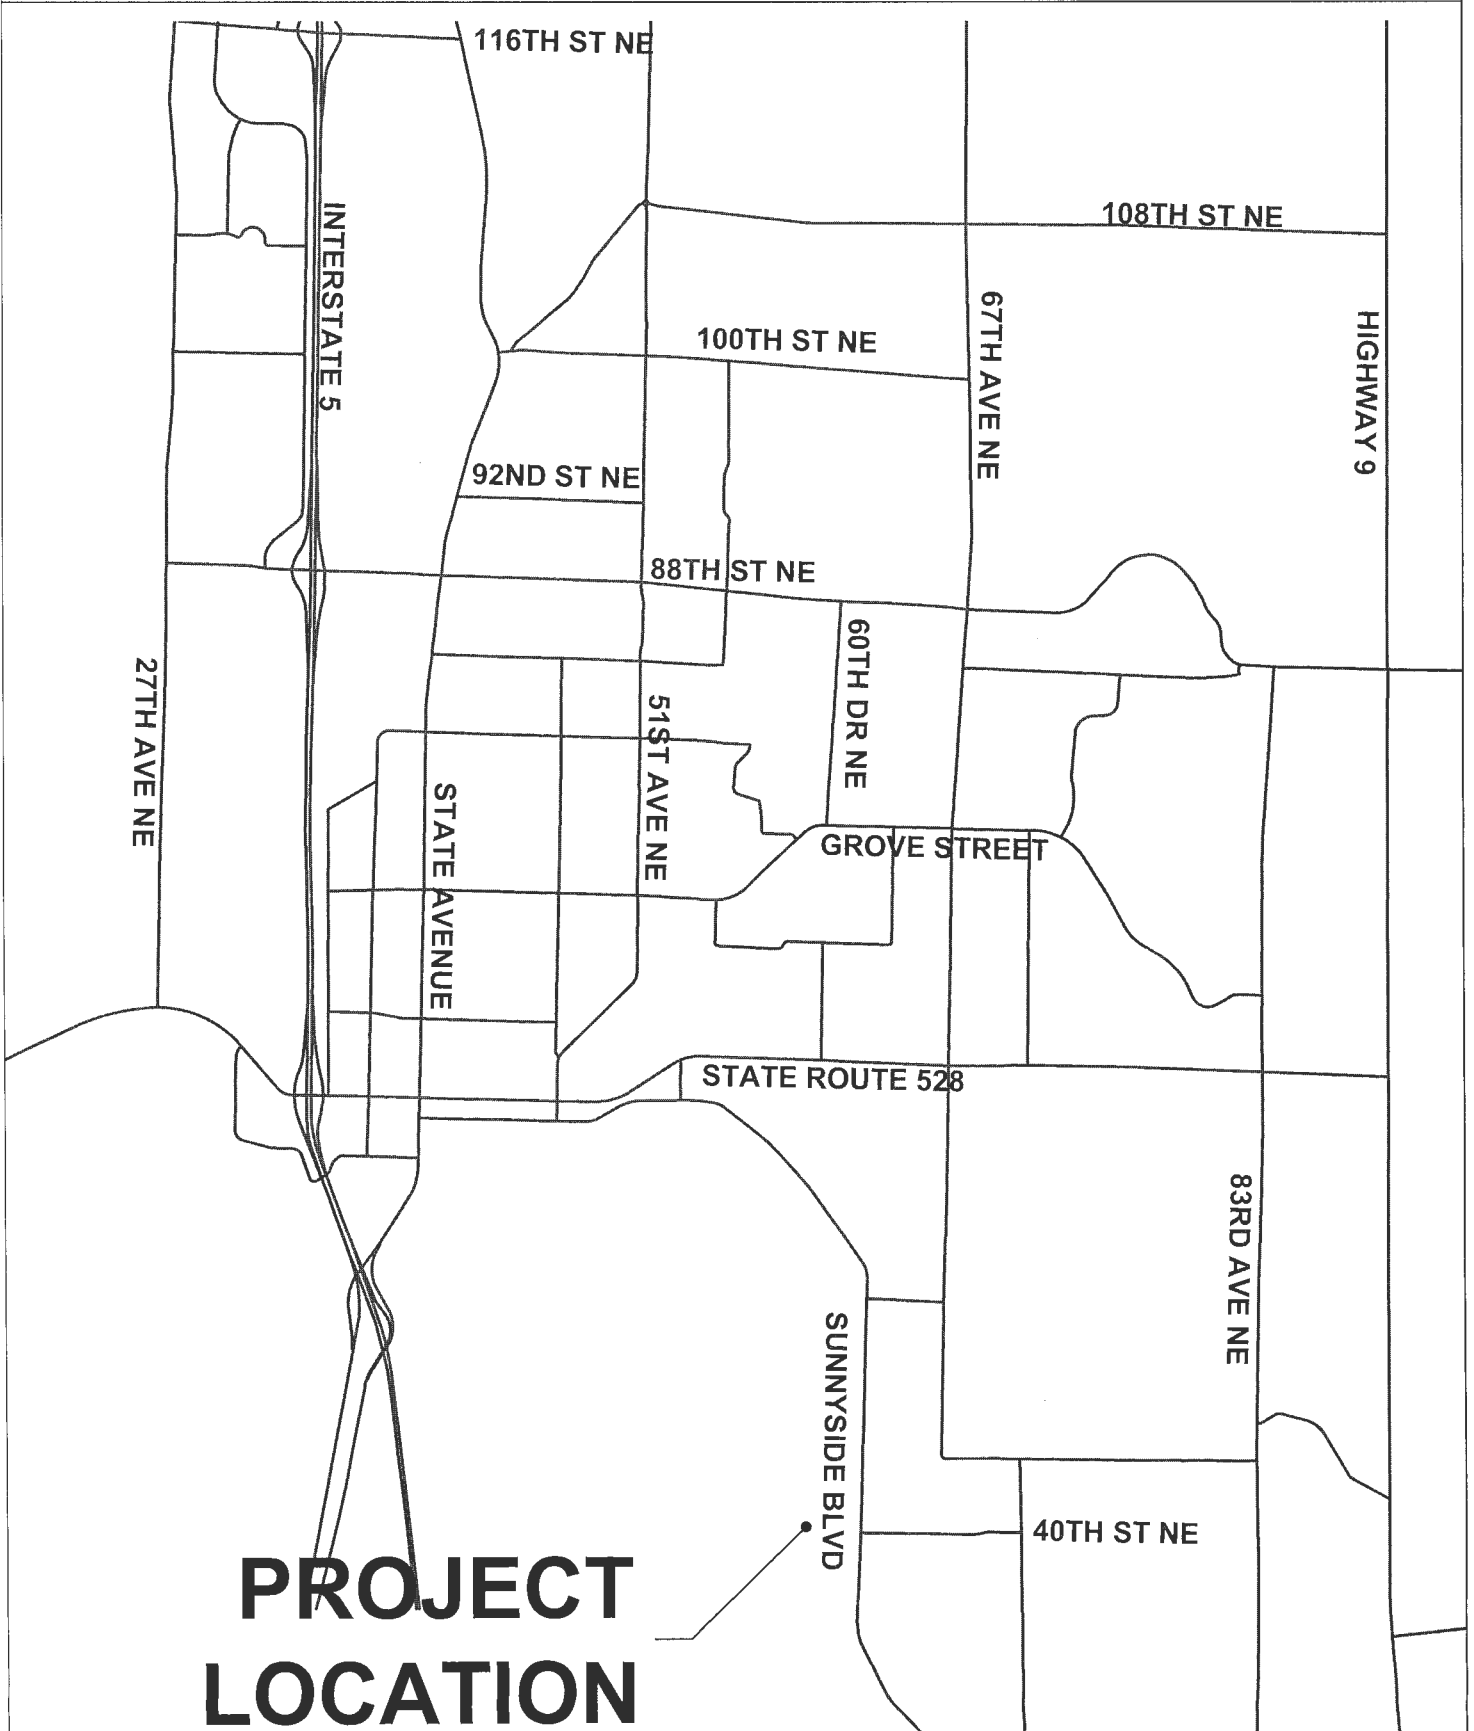 116TH ST NE
108TH ST NE
INTERSTATE 5
67TH AVE NE
HIGHWAY 9
100TH ST NE
92ND ST NE
88TH ST NE
60TH DR NE
27TH AVE NE
51ST AVE NE
STATE AVENUE
GROVE STREET
STATE ROUTE 528
83RD AVE NE
SUNNYSIDE BLVD
40TH ST NE
PROJECT
LOCATION